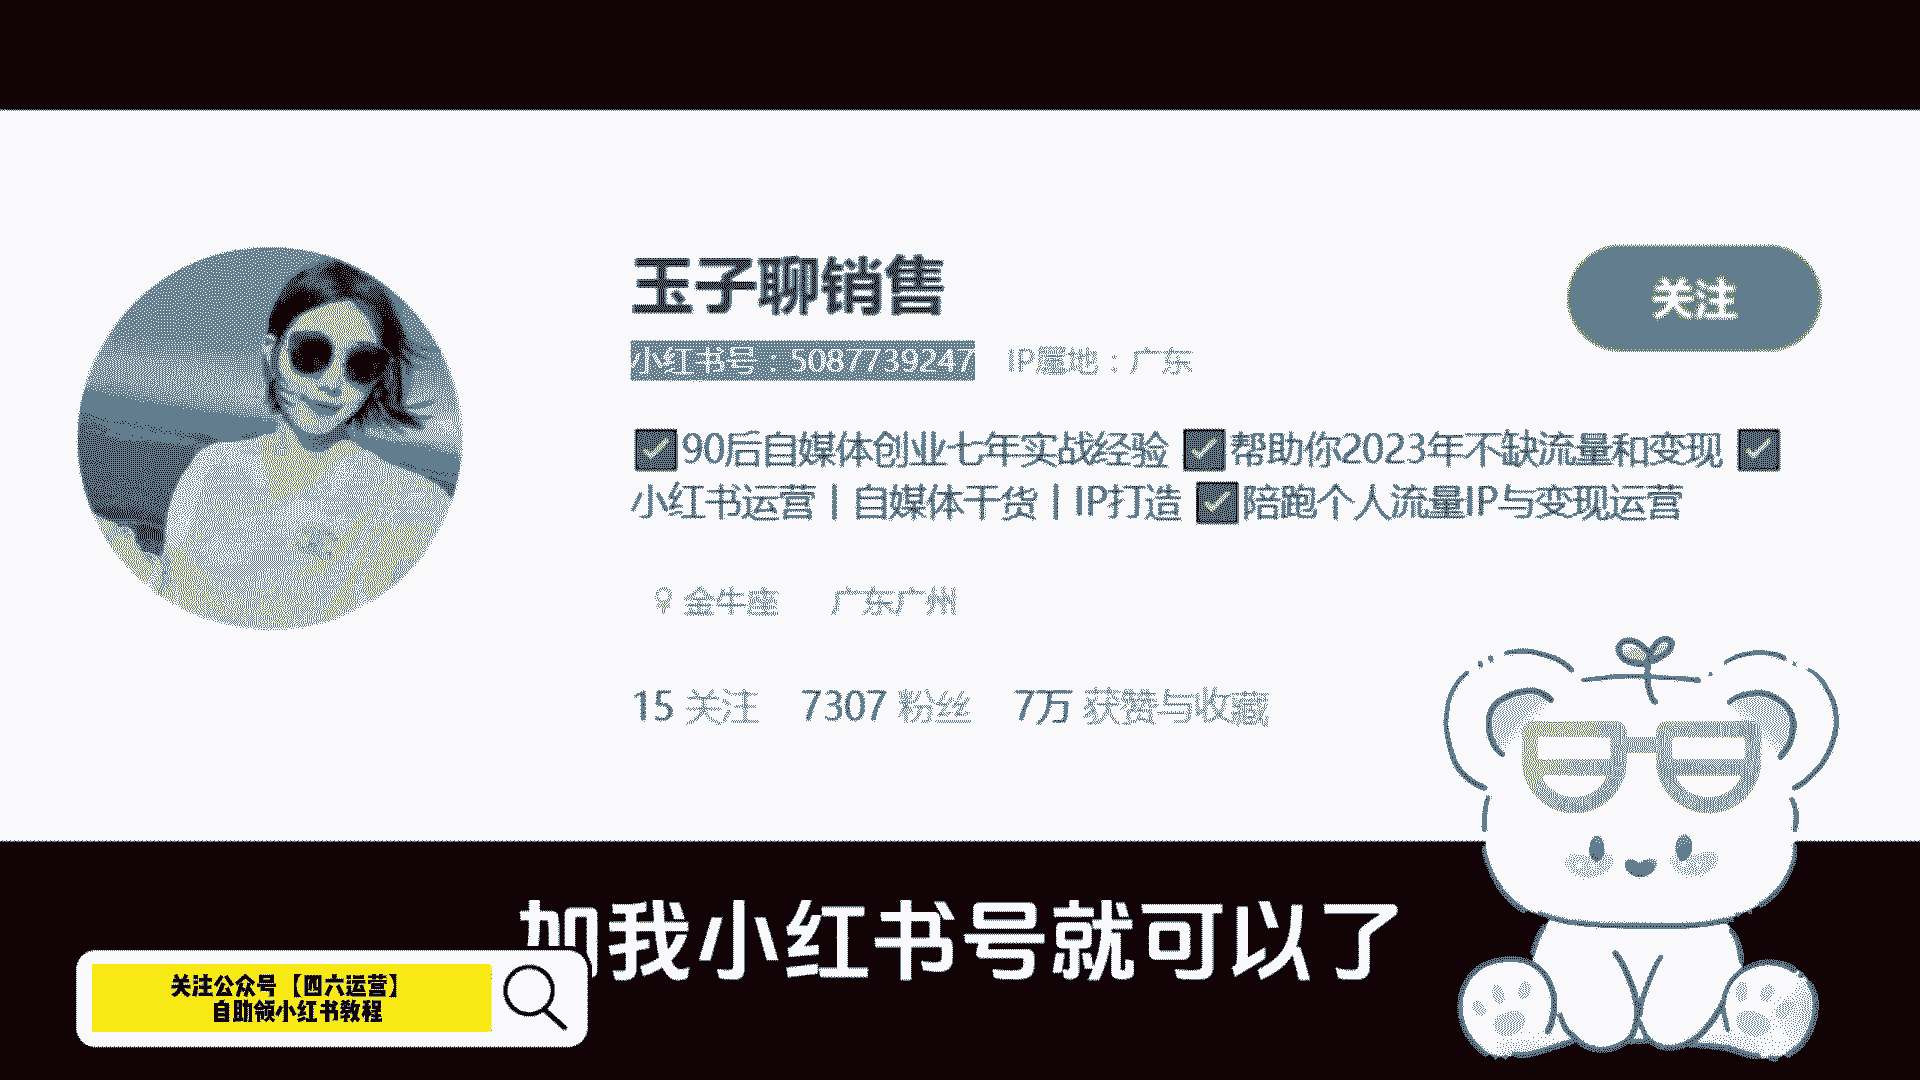 玉子聊销售
关注
小红书号：5087739247 IP属地：广东
✅90后自媒体创业七年实战经验 ✅帮助你2023年不缺流量和变现 ✅
小红书运营｜自媒体干货｜IP打造 ✅陪跑个人流量IP与变现运营
♀ 金牛座 广东广州
15 关注 7307 粉丝 7万 获赞与收藏
加我小红书号就可以了
关注公众号【四六运营】
自助领小红书教程